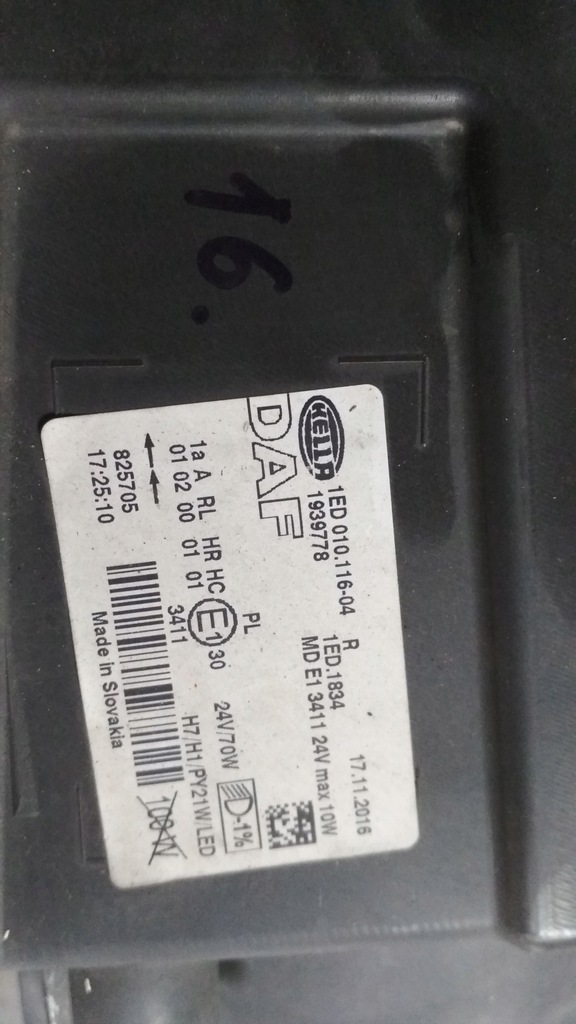 16.
HELLA
1ED 010.116-04 R 17.11.2016
1939778 1ED.1834
MD E1 3411 24V max 10W
DAF
PL
1a A RL HR HC E1 30 24V/70W -1%
01 02 00 01 01
3411 H7/H1/PY21W/LED
100W
825705
17:25:10
Made in Slovakia